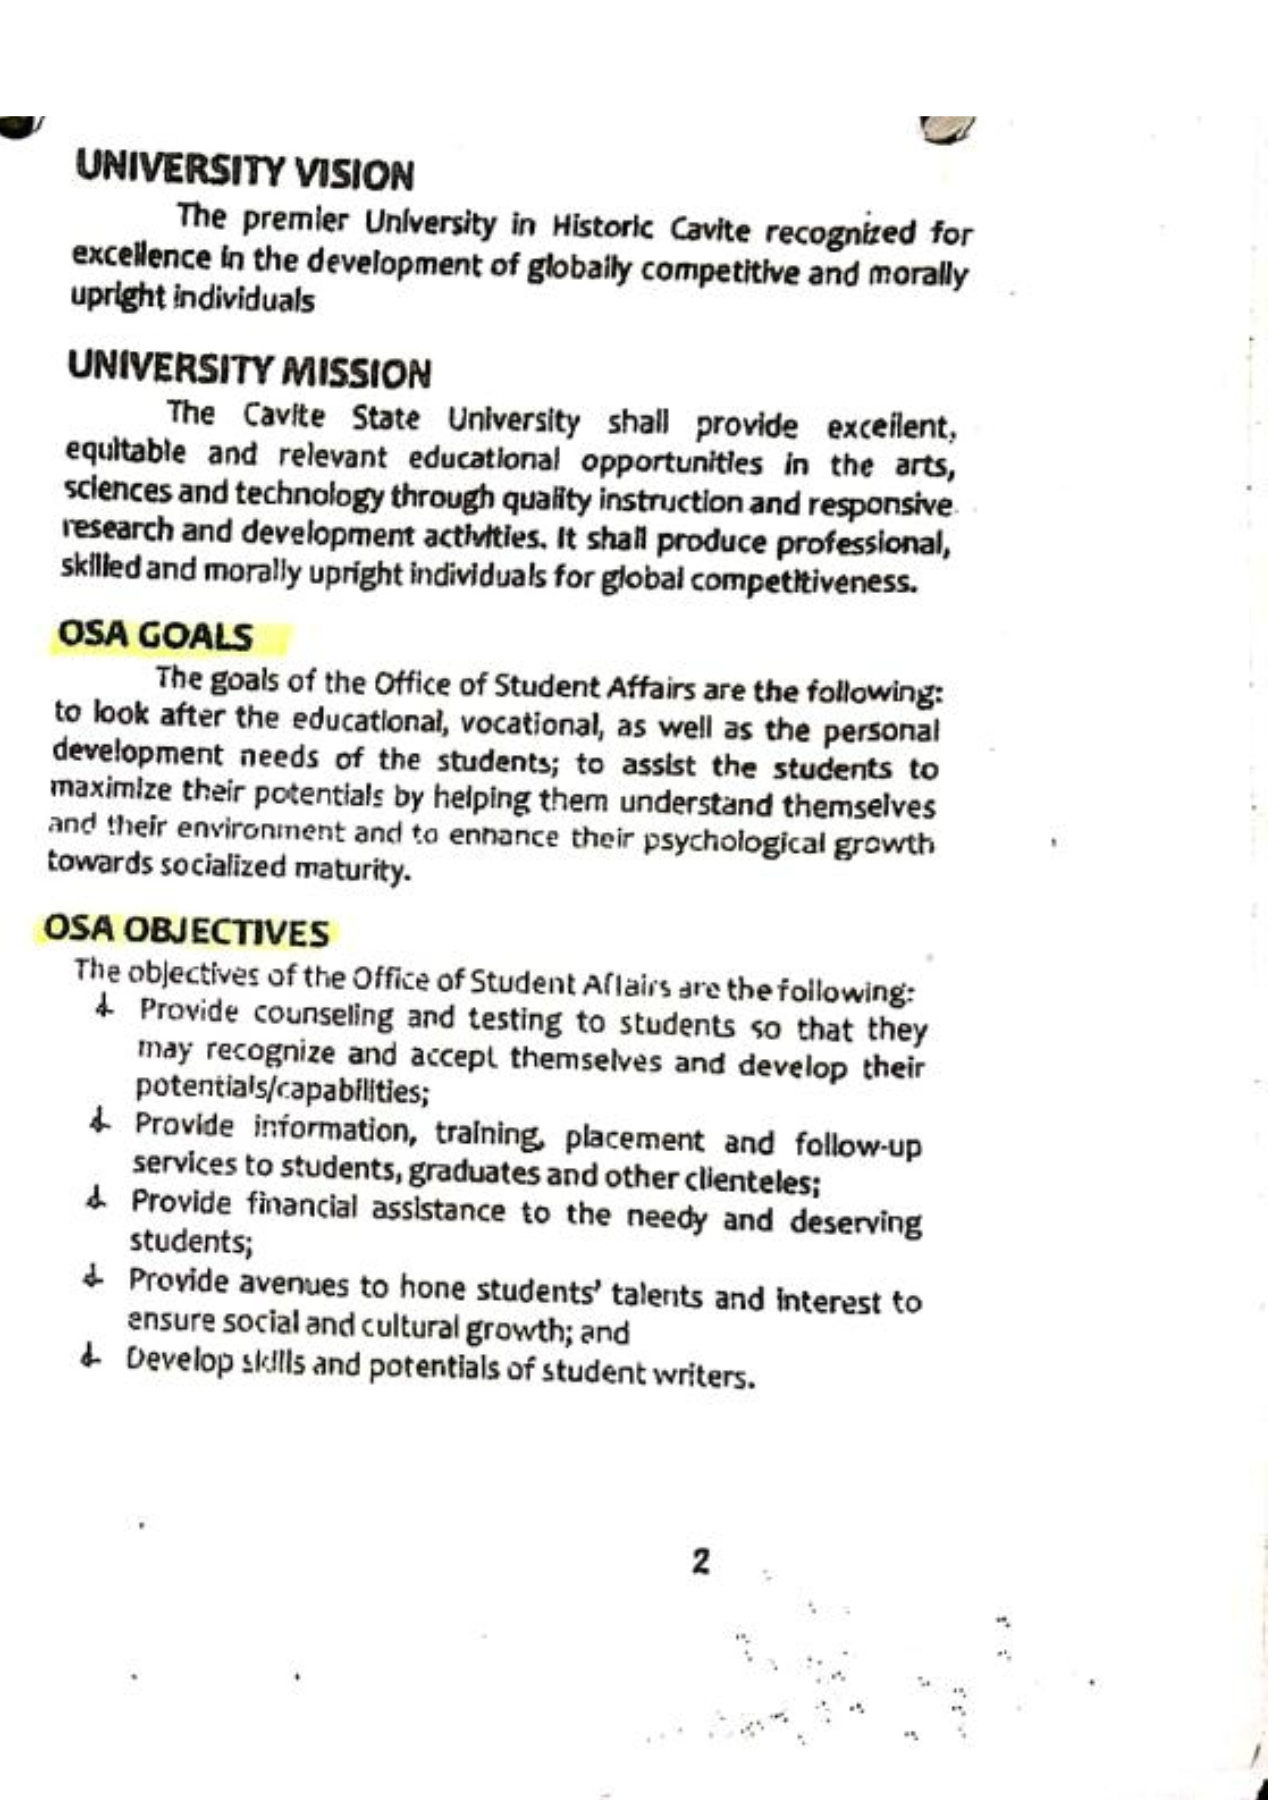 UNIVERSITY VISION
The premier University in Historic Cavite recognized for
excellence in the development of globally competitive and morally
upright individuals
UNIVERSITY MISSION
The Cavite State University shall provide excellent,
equitable and relevant educational opportunities in the arts,
sciences and technology through quality instruction and responsive
research and development activities. It shall produce professional,
skilled and morally upright individuals for global competitiveness.
OSA GOALS
The goals of the Office of Student Affairs are the following:
to look after the educational, vocational, as well as the personal
development needs of the students; to assist the students to
maximize their potentials by helping them understand themselves
and their environment and to enhance their psychological growth
towards socialized maturity.
OSA OBJECTIVES
The objectives of the Office of Student Affairs are the following:
Provide counseling and testing to students so that they
may recognize and accept themselves and develop their
potentials/capabilities;
Provide information, training, placement and follow-up
services to students, graduates and other clienteles;
Provide financial assistance to the needy and deserving
students;
Provide avenues to hone students' talents and interest to
ensure social and cultural growth; and
Develop skills and potentials of student writers.
2